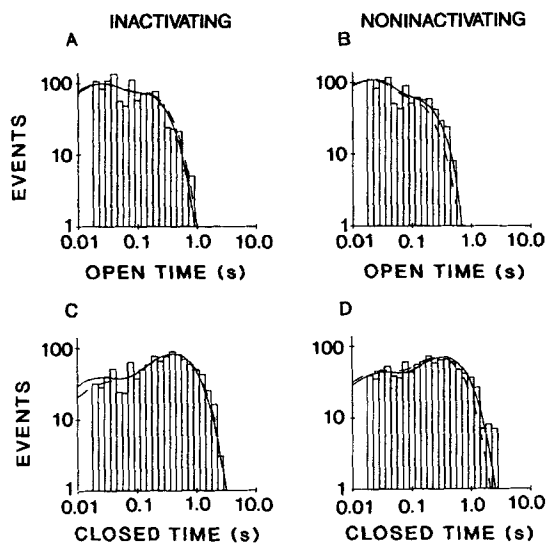 INACTIVATING
NONINACTIVATING
A
B
EVENTS
100
10
1
0.01 0.1 1.0 10.0
OPEN TIME (s)
100
10
1
0.01 0.1 1.0 10.0
OPEN TIME (s)
C
D
EVENTS
100
10
1
0.01 0.1 1.0 10.0
CLOSED TIME (s)
100
10
1
0.01 0.1 1.0 10.0
CLOSED TIME (s)